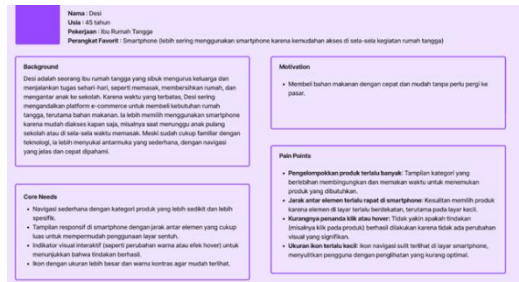 Nama : Desi
Usia : 45 tahun
Pekerjaan : Ibu Rumah Tangga
Perangkat Favorit : Smartphone (lebih sering menggunakan smartphone karena kemudahan akses di sela-sela kegiatan rumah tangga)
Background
Desi adalah seorang ibu rumah tangga yang sibuk mengurus keluarga dan
menjalankan tugas sehari-hari, seperti memasak, membersihkan rumah, dan
mengantar anak ke sekolah. Karena waktu yang terbatas, Desi sering
mengandalkan platform e-commerce untuk membeli kebutuhan rumah
tangga, terutama bahan makanan. Ia lebih memilih menggunakan smartphone
karena mudah diakses kapan saja, misalnya saat menunggu anak pulang
sekolah atau di sela-sela waktu memasak. Meski sudah cukup familiar dengan
teknologi, ia lebih menyukai antarmuka yang sederhana, dengan navigasi
yang jelas dan cepat dipahami.
Motivation
• Membeli bahan makanan dengan cepat dan mudah tanpa perlu pergi ke
pasar.
Core Needs
• Navigasi sederhana dengan kategori produk yang lebih sedikit dan lebih
spesifik.
• Tampilan responsif di smartphone dengan jarak antar elemen yang cukup
luas untuk mempermudah penggunaan layar sentuh.
• Indikator visual interaktif (seperti perubahan warna atau efek hover) untuk
menunjukkan bahwa tindakan berhasil.
• Ikon dengan ukuran lebih besar dan warna kontras agar mudah terlihat.
Pain Points
• Pengelompokkan produk terlalu banyak: Tampilan kategori yang
berlebihan membingungkan dan memakan waktu untuk menemukan
produk yang dibutuhkan.
• Jarak antar elemen terlalu rapat di smartphone: Kesulitan memilih produk
karena elemen di layar terlalu berdekatan, terutama pada layar kecil.
• Kurangnya penanda klik atau hover: Tidak yakin apakah tindakan
(misalnya klik pada produk) berhasil dilakukan karena tidak ada perubahan
visual yang signifikan.
• Ukuran ikon terlalu kecil: Ikon navigasi sulit terlihat di layar smartphone,
menyulitkan pengguna dengan penglihatan yang kurang optimal.